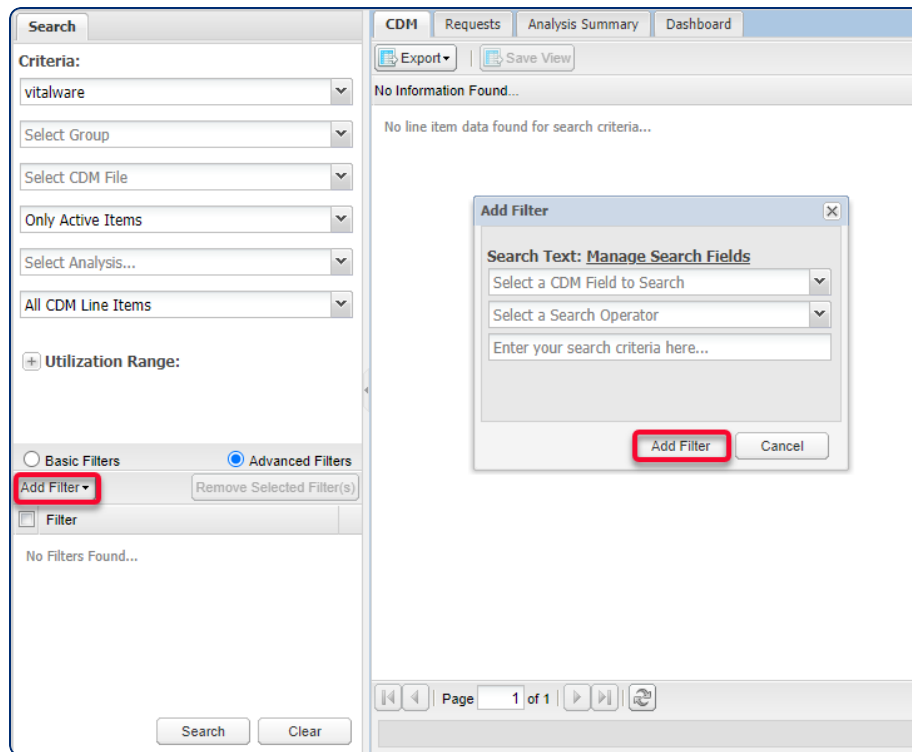 Search
Criteria:
vitalware
Select Group
Select CDM File
Only Active Items
Select Analysis...
All CDM Line Items
Utilization Range:
Basic Filters Advanced Filters
Add Filter Remove Selected Filter(s)
Filter
No Filters Found...
Search Clear
CDM Requests Analysis Summary Dashboard
Export Save View
No Information Found...
No line item data found for search criteria...
Add Filter
Search Text: Manage Search Fields
Select a CDM Field to Search
Select a Search Operator
Enter your search criteria here...
Add Filter Cancel
Page 1 of 1